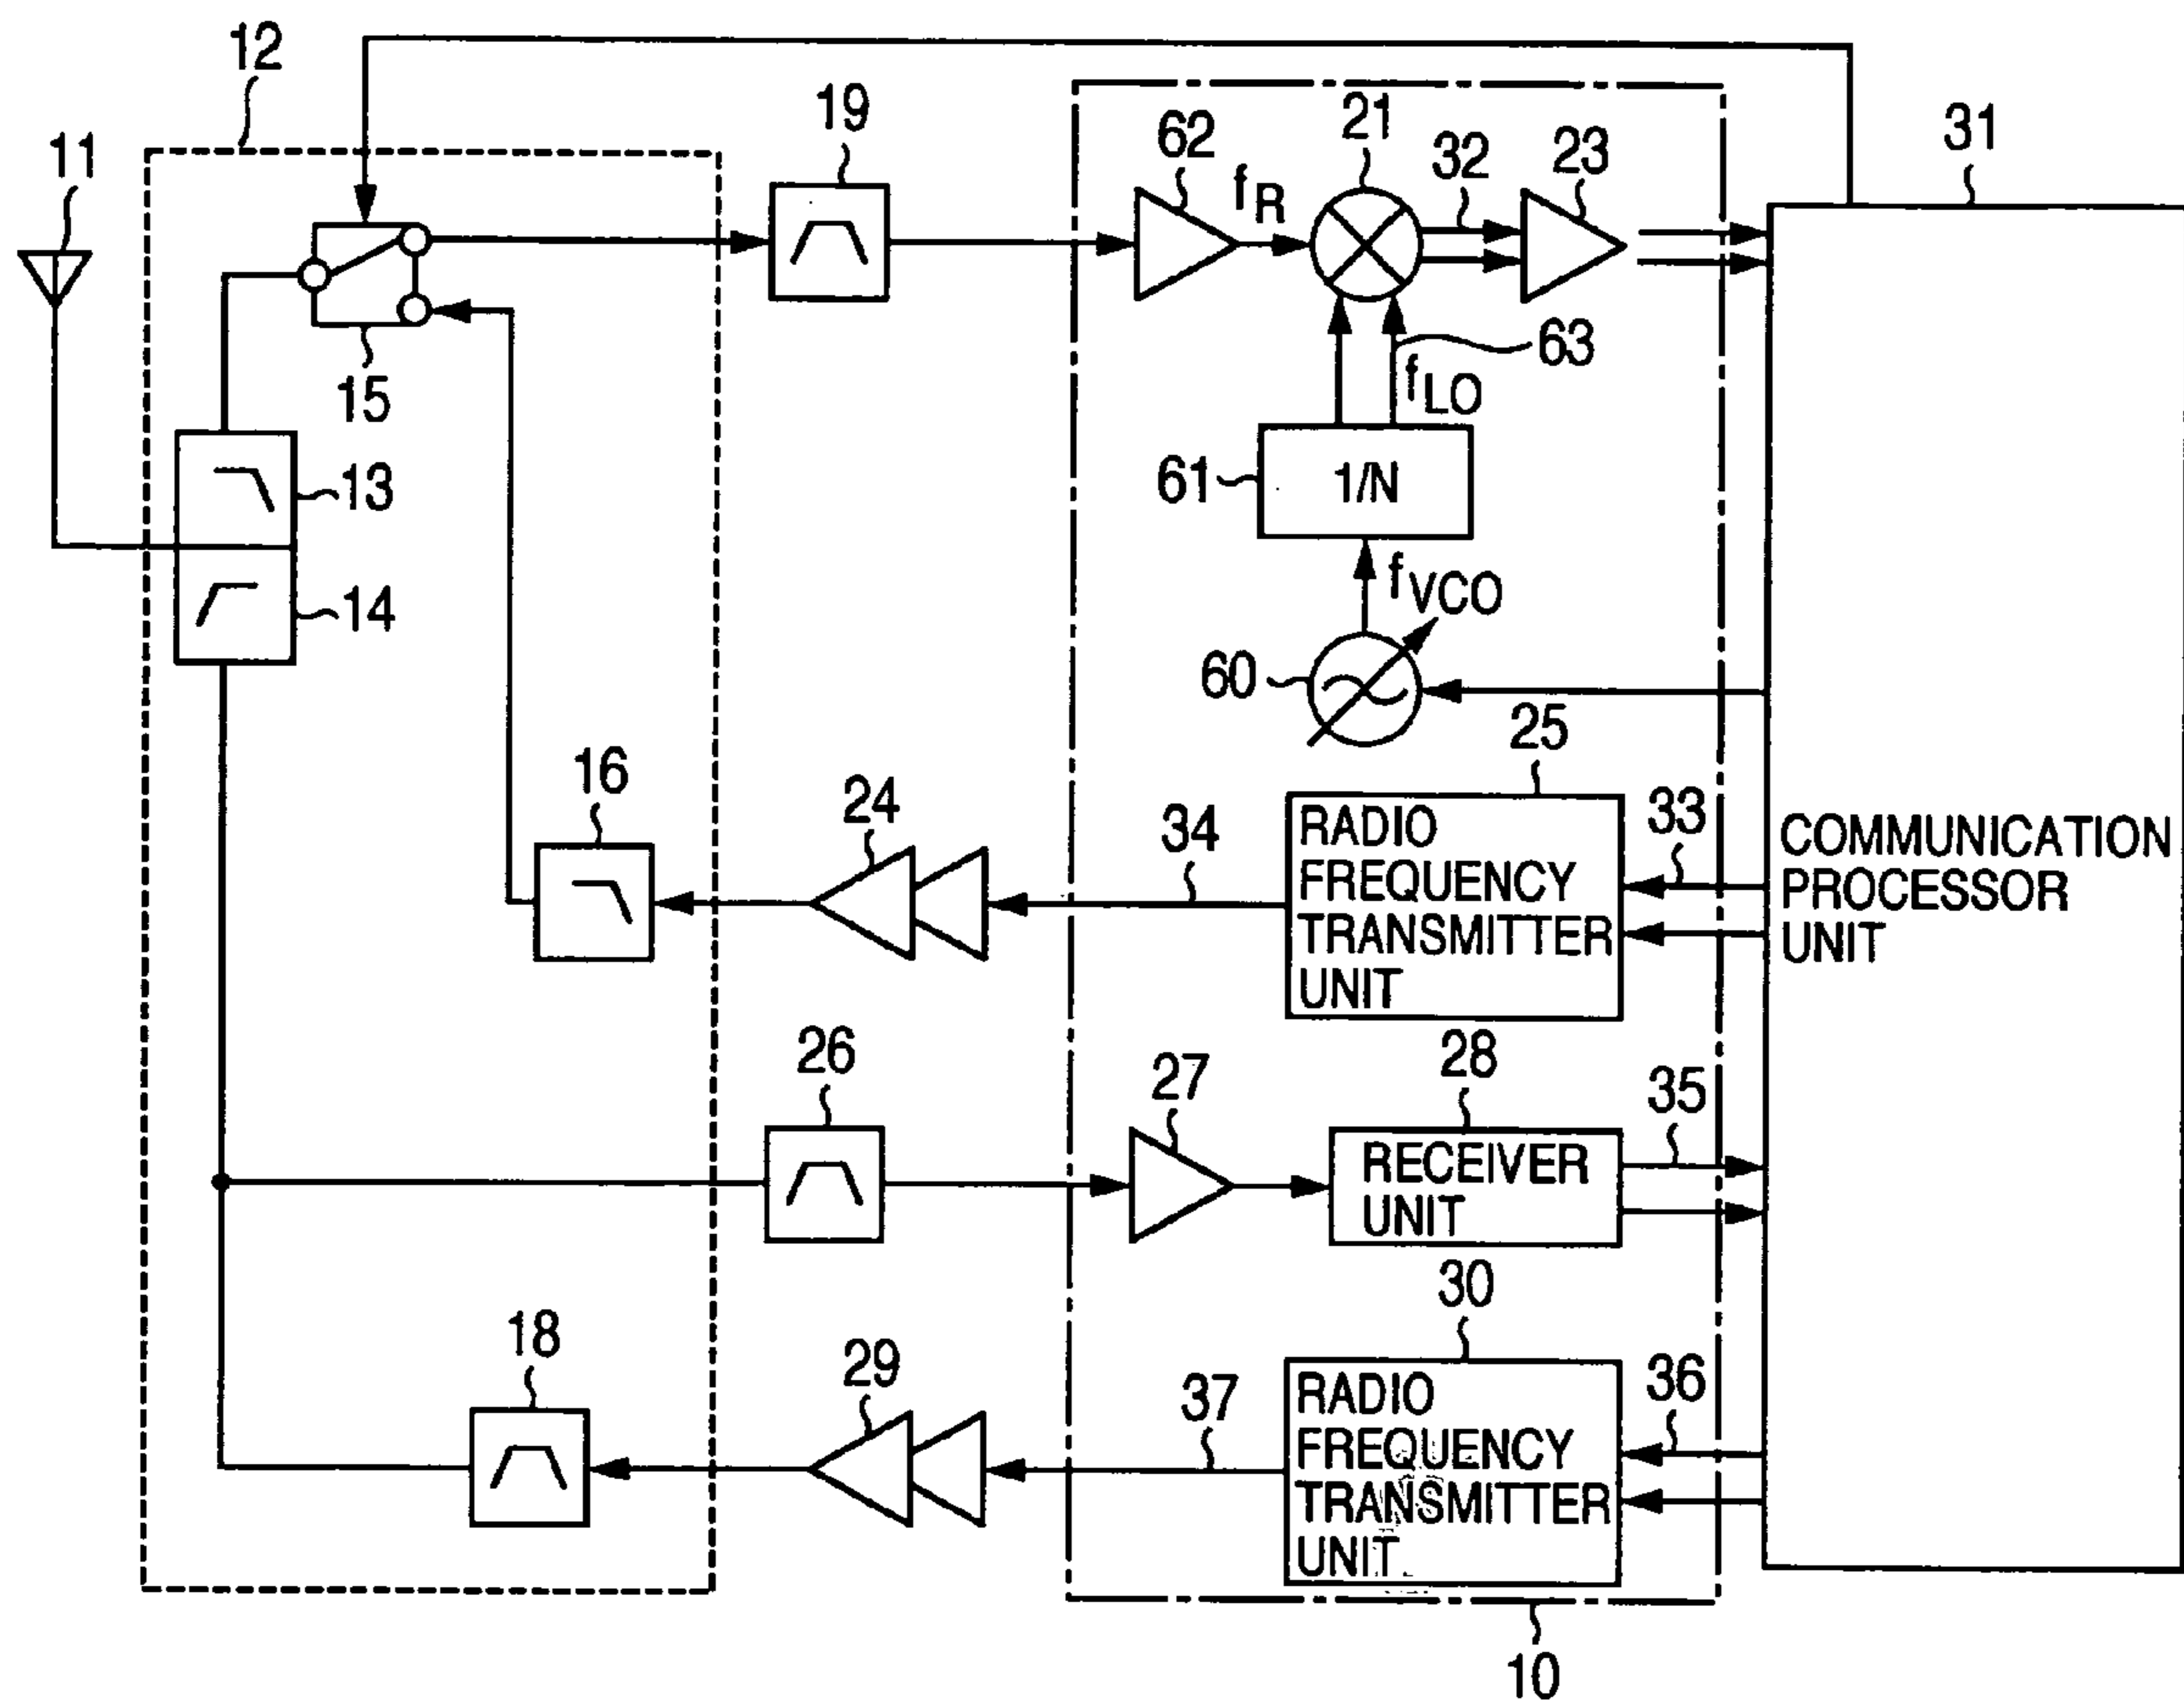 12
11
19
62
21
32
23
31
fR
15
63
fLO
13
61
1/N
14
fVCO
60
25
16
24
34
33
RADIO
FREQUENCY
TRANSMITTER
UNIT
COMMUNICATION
PROCESSOR
UNIT
26
27
28
35
RECEIVER
UNIT
30
18
29
37
36
RADIO
FREQUENCY
TRANSMITTER
UNIT
10